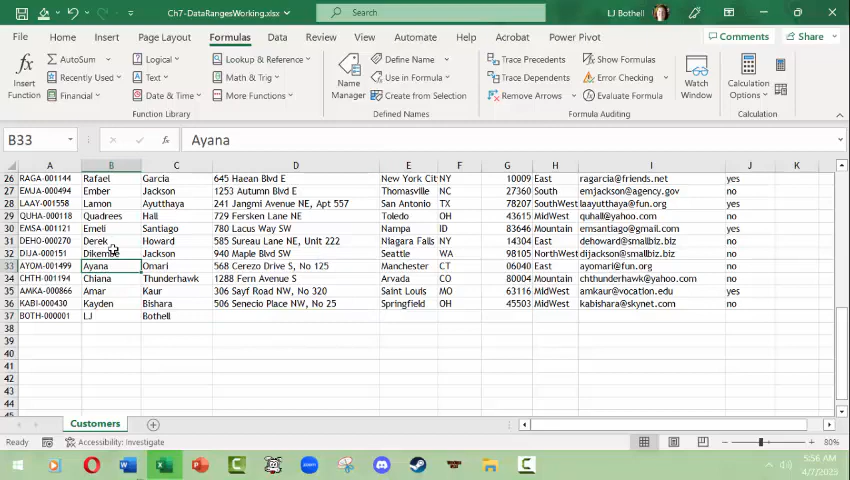 Ch7-DataRangesWorking.xlsx
Search
LJ Bothell
File Home Insert Page Layout Formulas Data Review View Help Acrobat Power Pivot Comments Share
fx Insert Function
AutoSum
Recently Used
Financial
Logical
Text
Date & Time
Lookup & Reference
Math & Trig
More Functions
Function Library
Name Manager
Define Name
Use in Formula
Create from Selection
Defined Names
Trace Precedents
Trace Dependents
Remove Arrows
Show Formulas
Error Checking
Evaluate Formula
Formula Auditing
Watch Window
Calculation Options
Calculation
B33 fx Ayana
A B C D E F G H I J K
26 RAGA-001144 Rafael Garcia 645 Haean Blvd E New York City NY 10009 East ragarcia@friends.net yes
27 EMJA-000494 Ember Jackson 1253 Autumn Blvd E Thomasville NC 27360 South emjackson@agency.gov no
28 LAAY-001558 Lamon Ayutthaya 241 Jangmi Avenue NE, Apt 557 San Antonio TX 78207 SouthWest laayutthaya@fun.org no
29 QUHA-000118 Quadrees Hall 729 Fersken Lane NE Toledo OH 43615 MidWest quhall@yahoo.com no
30 EMSA-001121 Emeli Santiago 780 Lacus Way SW Nampa ID 83646 Mountain emsantiago@gmail.com yes
31 DEHO-000270 Derek Howard 585 Sureau Lane NE, Unit 222 Niagara Falls NY 14304 East dehoward@smallbiz.biz no
32 DIJA-000151 Dikembe Jackson 940 Maple Blvd SW Seattle WA 98105 NorthWest dijackson@smallbiz.biz no
33 AYOM-001499 Ayana Omari 568 Cerezo Drive S, No 125 Manchester CT 06040 East ayomari@fun.org no
34 CHTH-001194 Chiana Thunderhawk 1288 Fern Avenue S Arvada CO 80004 Mountain chthunderhawk@yahoo.com no
35 AMKA-000866 Amar Kaur 306 Sayf Road NW, No 320 Saint Louis MO 63116 MidWest amkaur@vocation.edu yes
36 KABI-000430 Kayden Bishara 506 Senecio Place NW, No 25 Springfield OH 45503 MidWest kabishara@skynet.com no
37 BOTH-000001 LJ Bothell
38
39
40
41
42
43
44
Customers
Ready Accessibility: Investigate 80%
5:56 AM
4/7/2025